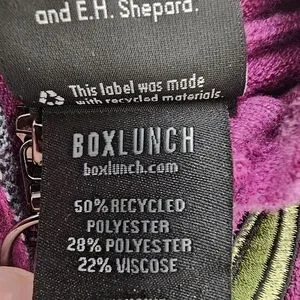 and E.H. Shepard.
This label was made
with recycled materials.
BOXLUNCH
boxlunch.com
50% RECYCLED
POLYESTER
28% POLYESTER
22% VISCOSE